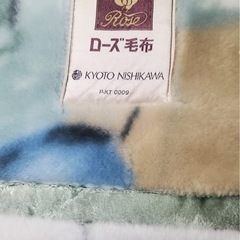 Rose
ローズ毛布
KYOTO NISHIKAWA
P-KT 0009